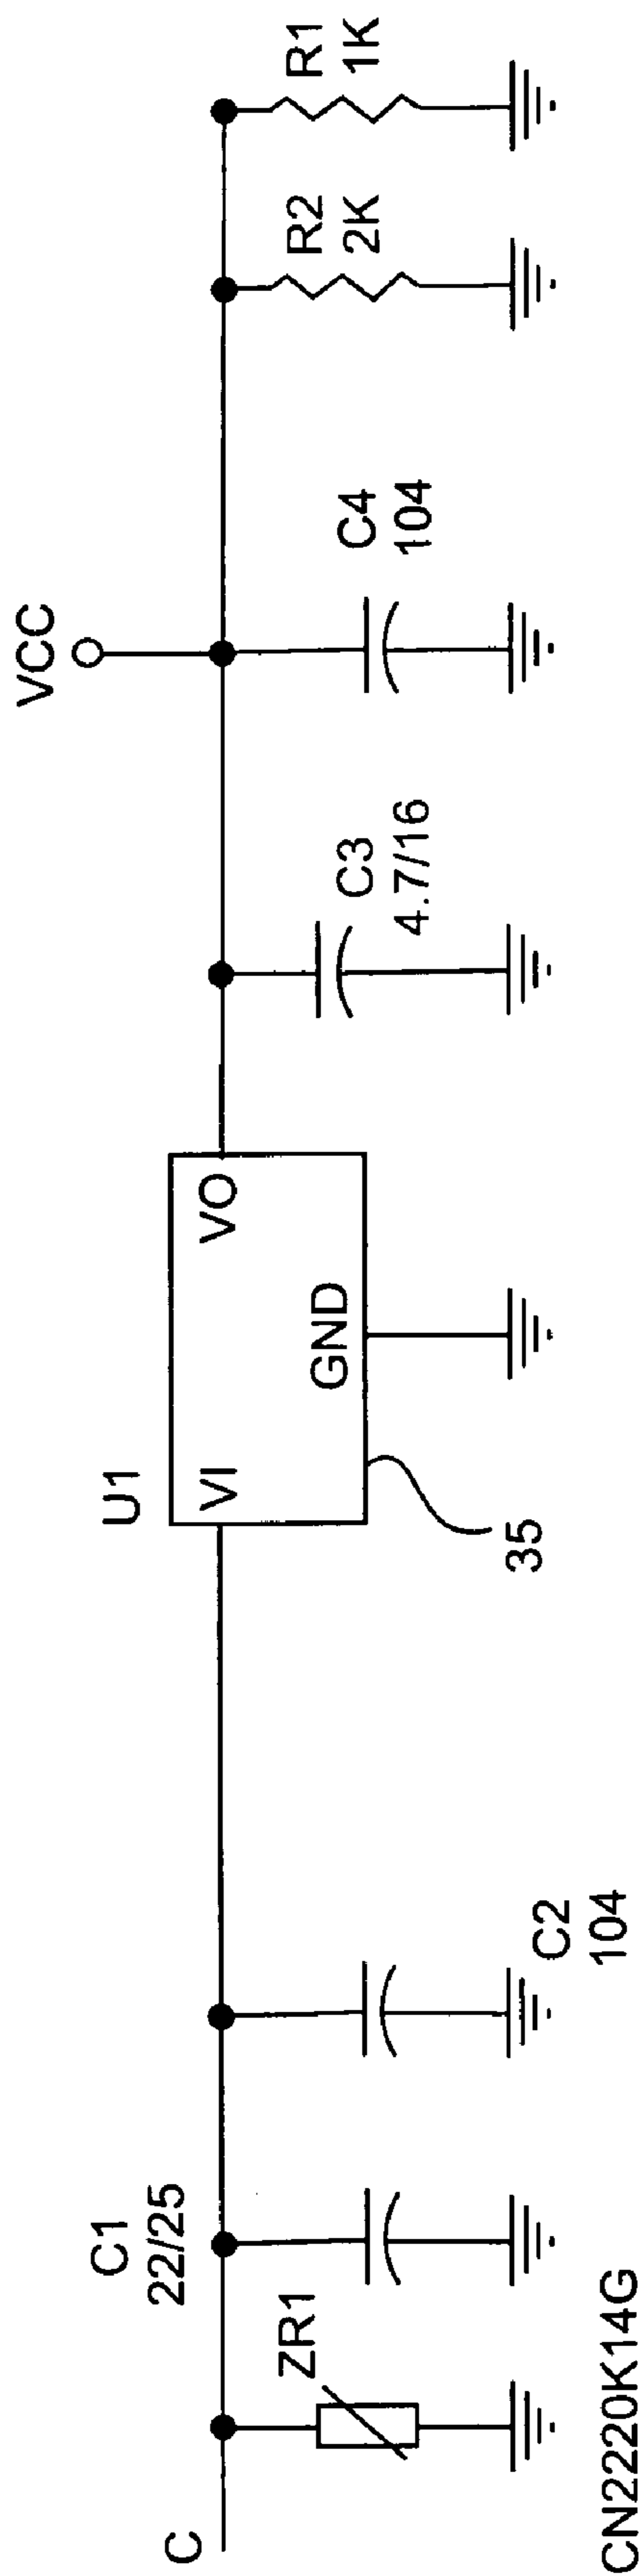 C
ZR1
CN2220K14G
C1
22/25
C2
104
U1
VI
VO
GND
35
C3
4.7/16
VCC
C4
104
R2
2K
R1
1K